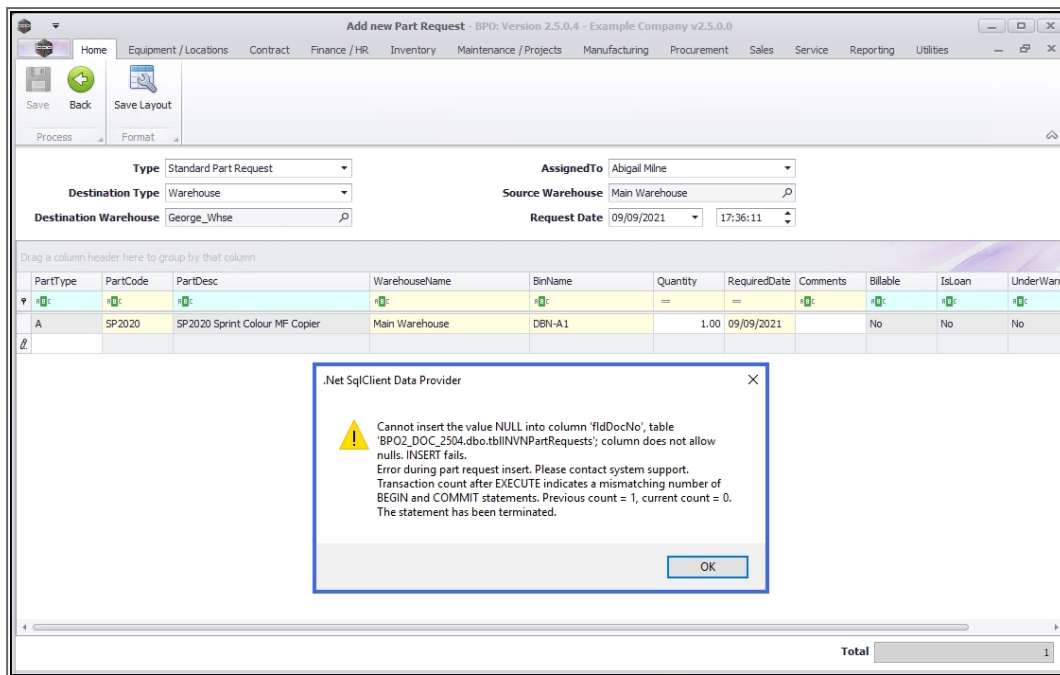 Add new Part Request - BPO: Version 2.5.0.4 - Example Company v2.5.0.0
Home Equipment / Locations Contract Finance / HR Inventory Maintenance / Projects Manufacturing Procurement Sales Service Reporting Utilities
Save Back Save Layout
Process Format
Type Standard Part Request AssignedTo Abigail Milne
Destination Type Warehouse Source Warehouse Main Warehouse
Destination Warehouse George_Whse Request Date 09/09/2021 17:36:11
Drag a column header here to group by that column
PartType PartCode PartDesc WarehouseName BinName Quantity RequiredDate Comments Billable IsLoan UnderWarr
A SP2020 SP2020 Sprint Colour MF Copier Main Warehouse DBN-A1 1.00 09/09/2021 No No No
.Net SqlClient Data Provider
Cannot insert the value NULL into column 'fldDocNo', table
'BPO2_DOC_2504.dbo.tblINVNPartRequests'; column does not allow
nulls. INSERT fails.
Error during part request insert. Please contact system support.
Transaction count after EXECUTE indicates a mismatching number of
BEGIN and COMMIT statements. Previous count = 1, current count = 0.
The statement has been terminated.
OK
Total 1